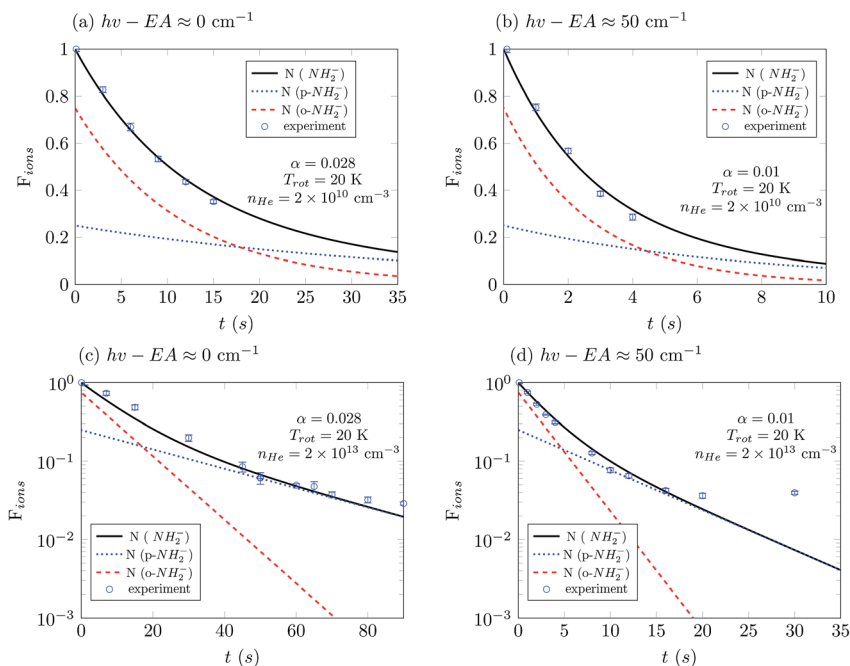 (a) hν − EA ≈ 0 cm⁻¹
1
0.8
0.6
0.4
0.2
0
F_ions
N ( NH₂⁻)
N (p-NH₂⁻)
N (o-NH₂⁻)
experiment
α = 0.028
T_rot = 20 K
n_He = 2 × 10¹⁰ cm⁻³
0 5 10 15 20 25 30 35
t (s)
(b) hν − EA ≈ 50 cm⁻¹
1
0.8
0.6
0.4
0.2
0
F_ions
N ( NH₂⁻)
N (p-NH₂⁻)
N (o-NH₂⁻)
experiment
α = 0.01
T_rot = 20 K
n_He = 2 × 10¹⁰ cm⁻³
0 2 4 6 8 10
t (s)
(c) hν − EA ≈ 0 cm⁻¹
10⁰
10⁻¹
10⁻²
10⁻³
F_ions
α = 0.028
T_rot = 20 K
n_He = 2 × 10¹³ cm⁻³
N ( NH₂⁻)
N (p-NH₂⁻)
N (o-NH₂⁻)
experiment
0 20 40 60 80
t (s)
(d) hν − EA ≈ 50 cm⁻¹
10⁰
10⁻¹
10⁻²
10⁻³
F_ions
α = 0.01
T_rot = 20 K
n_He = 2 × 10¹³ cm⁻³
N ( NH₂⁻)
N (p-NH₂⁻)
N (o-NH₂⁻)
experiment
0 5 10 15 20 25 30 35
t (s)